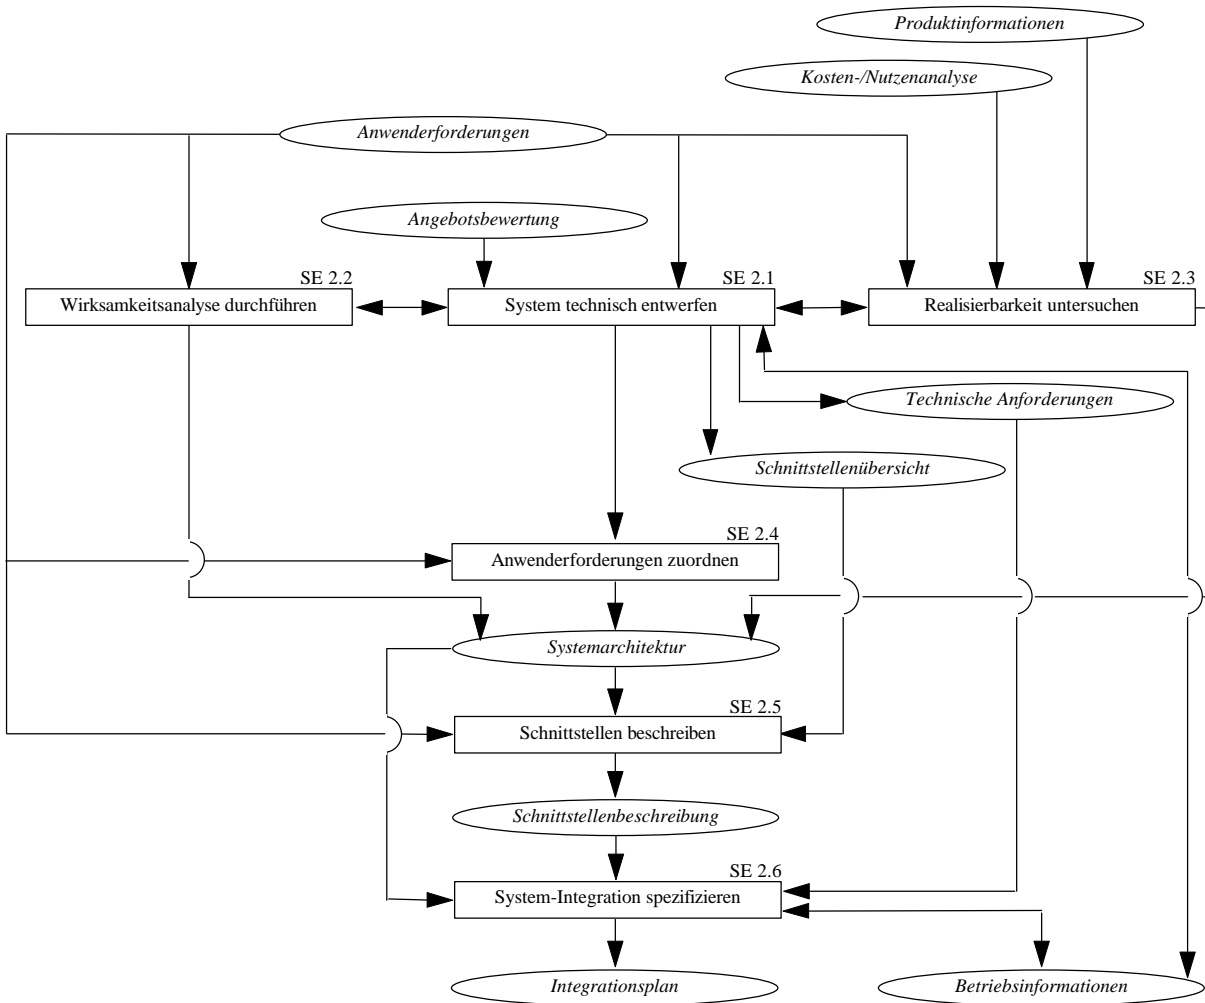 Produktinformationen
Kosten-/Nutzenanalyse
Anwenderforderungen
Angebotsbewertung
SE 2.2
Wirksamkeitsanalyse durchführen
SE 2.1
System technisch entwerfen
SE 2.3
Realisierbarkeit untersuchen
Technische Anforderungen
Schnittstellenübersicht
SE 2.4
Anwenderforderungen zuordnen
Systemarchitektur
SE 2.5
Schnittstellen beschreiben
Schnittstellenbeschreibung
SE 2.6
System-Integration spezifizieren
Integrationsplan
Betriebsinformationen